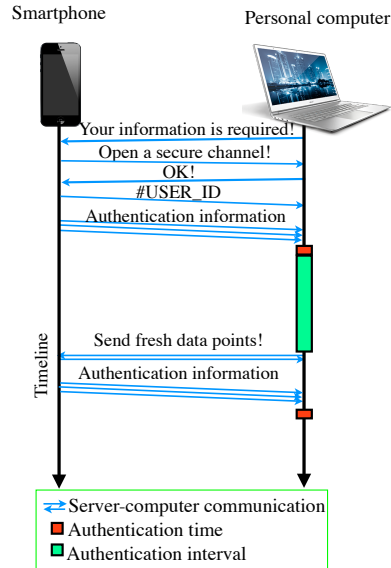 Smartphone
Personal computer
Your information is required!
Open a secure channel!
OK!
#USER_ID
Authentication information
Send fresh data points!
Authentication information
Timeline
Server-computer communication
Authentication time
Authentication interval